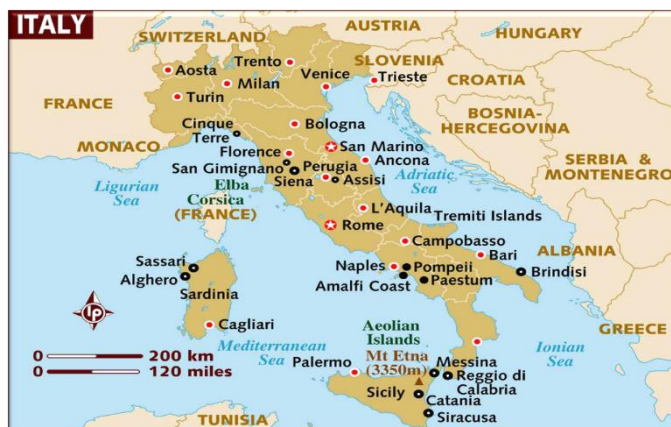 ITALY
AUSTRIA
HUNGARY
SWITZERLAND
SLOVENIA
Trento
Venice
Trieste
Aosta
Milan
CROATIA
FRANCE
Turin
BOSNIA-
HERCEGOVINA
Cinque
Terre
Bologna
MONACO
San Marino
Florence
Ancona
SERBIA &
MONTENEGRO
San Gimignano
Perugia
Siena
Assisi
Ligurian
Sea
Adriatic
Sea
Elba
Corsica
(FRANCE)
L'Aquila
Tremiti Islands
Rome
Campobasso
ALBANIA
Bari
Sassari
Naples
Pompeii
Brindisi
Alghero
Amalfi Coast
Paestum
Sardinia
GREECE
lp
Cagliari
Mediterranean
Sea
Aeolian
Islands
Ionian
Sea
0 200 km
0 120 miles
Mt Etna
(3350m)
Messina
Palermo
Reggio di
Calabria
Sicily
Catania
Siracusa
TUNISIA